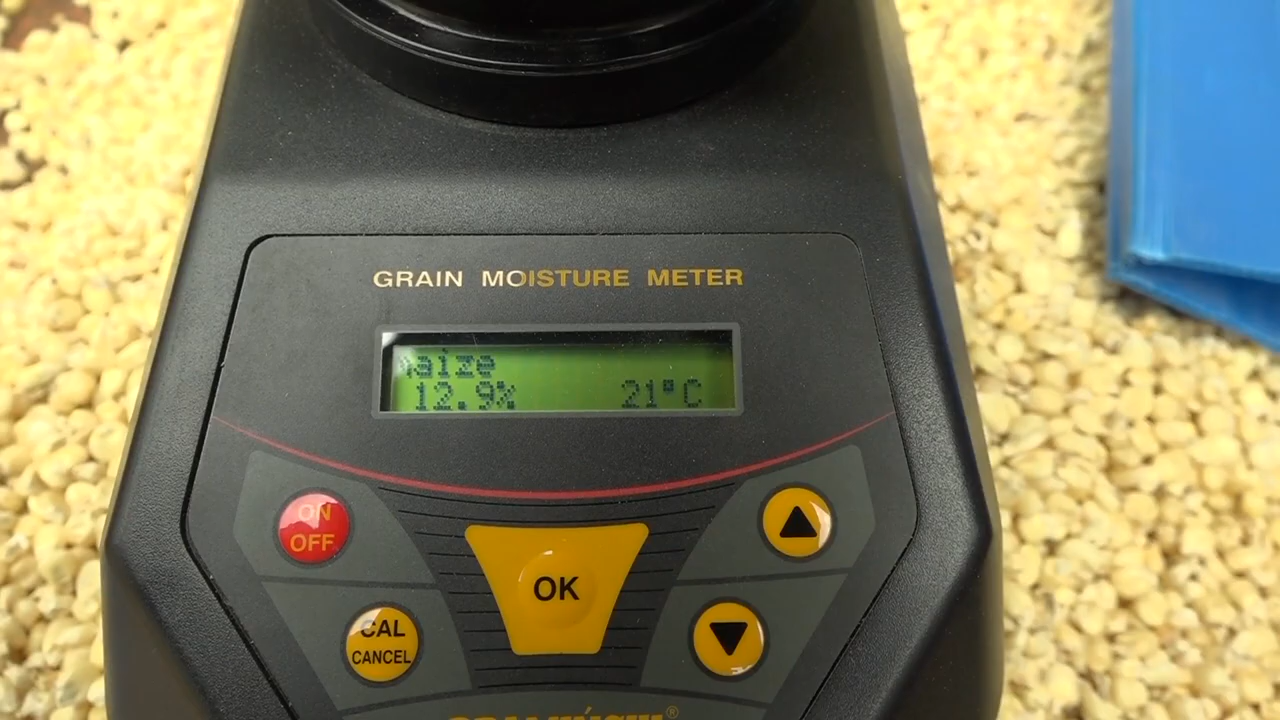 GRAIN MOISTURE METER
Maize
12.9% 21°C
ON
OFF
OK
CAL
CANCEL